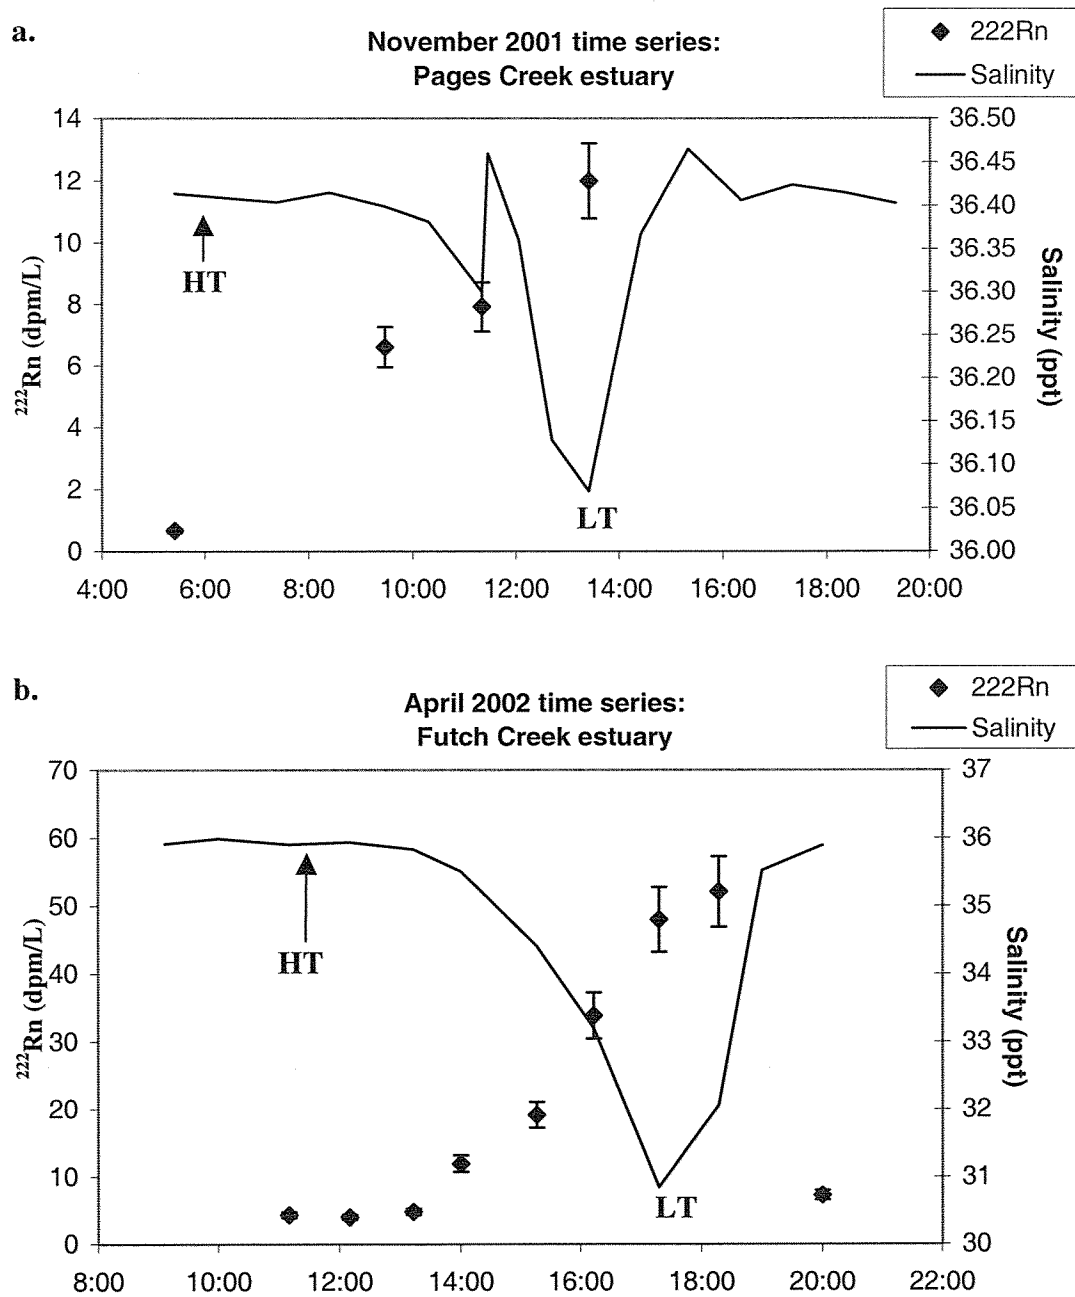 a.
November 2001 time series:
Pages Creek estuary
222Rn
Salinity
14
12
10
8
6
4
2
0
222Rn (dpm/L)
36.50
36.45
36.40
36.35
36.30
36.25
36.20
36.15
36.10
36.05
36.00
Salinity (ppt)
HT
LT
4:00 6:00 8:00 10:00 12:00 14:00 16:00 18:00 20:00
b.
April 2002 time series:
Futch Creek estuary
222Rn
Salinity
70
60
50
40
30
20
10
0
222Rn (dpm/L)
37
36
35
34
33
32
31
30
Salinity (ppt)
HT
LT
8:00 10:00 12:00 14:00 16:00 18:00 20:00 22:00